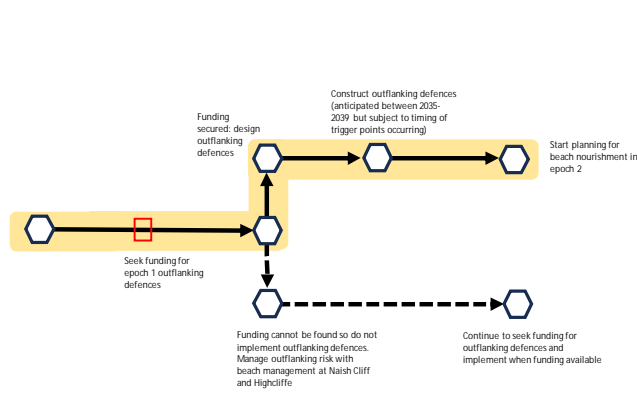 Construct outflanking defences
(anticipated between 2035-
2039 but subject to timing of
trigger points occurring)
Funding
secured: design
outflanking
defences
Start planning for
beach nourishment in
epoch 2
Seek funding for
epoch 1 outflanking
defences
Funding cannot be found so do not
implement outflanking defences.
Manage outflanking risk with
beach management at Naish Cliff
and Highcliffe
Continue to seek funding for
outflanking defences and
implement when funding available